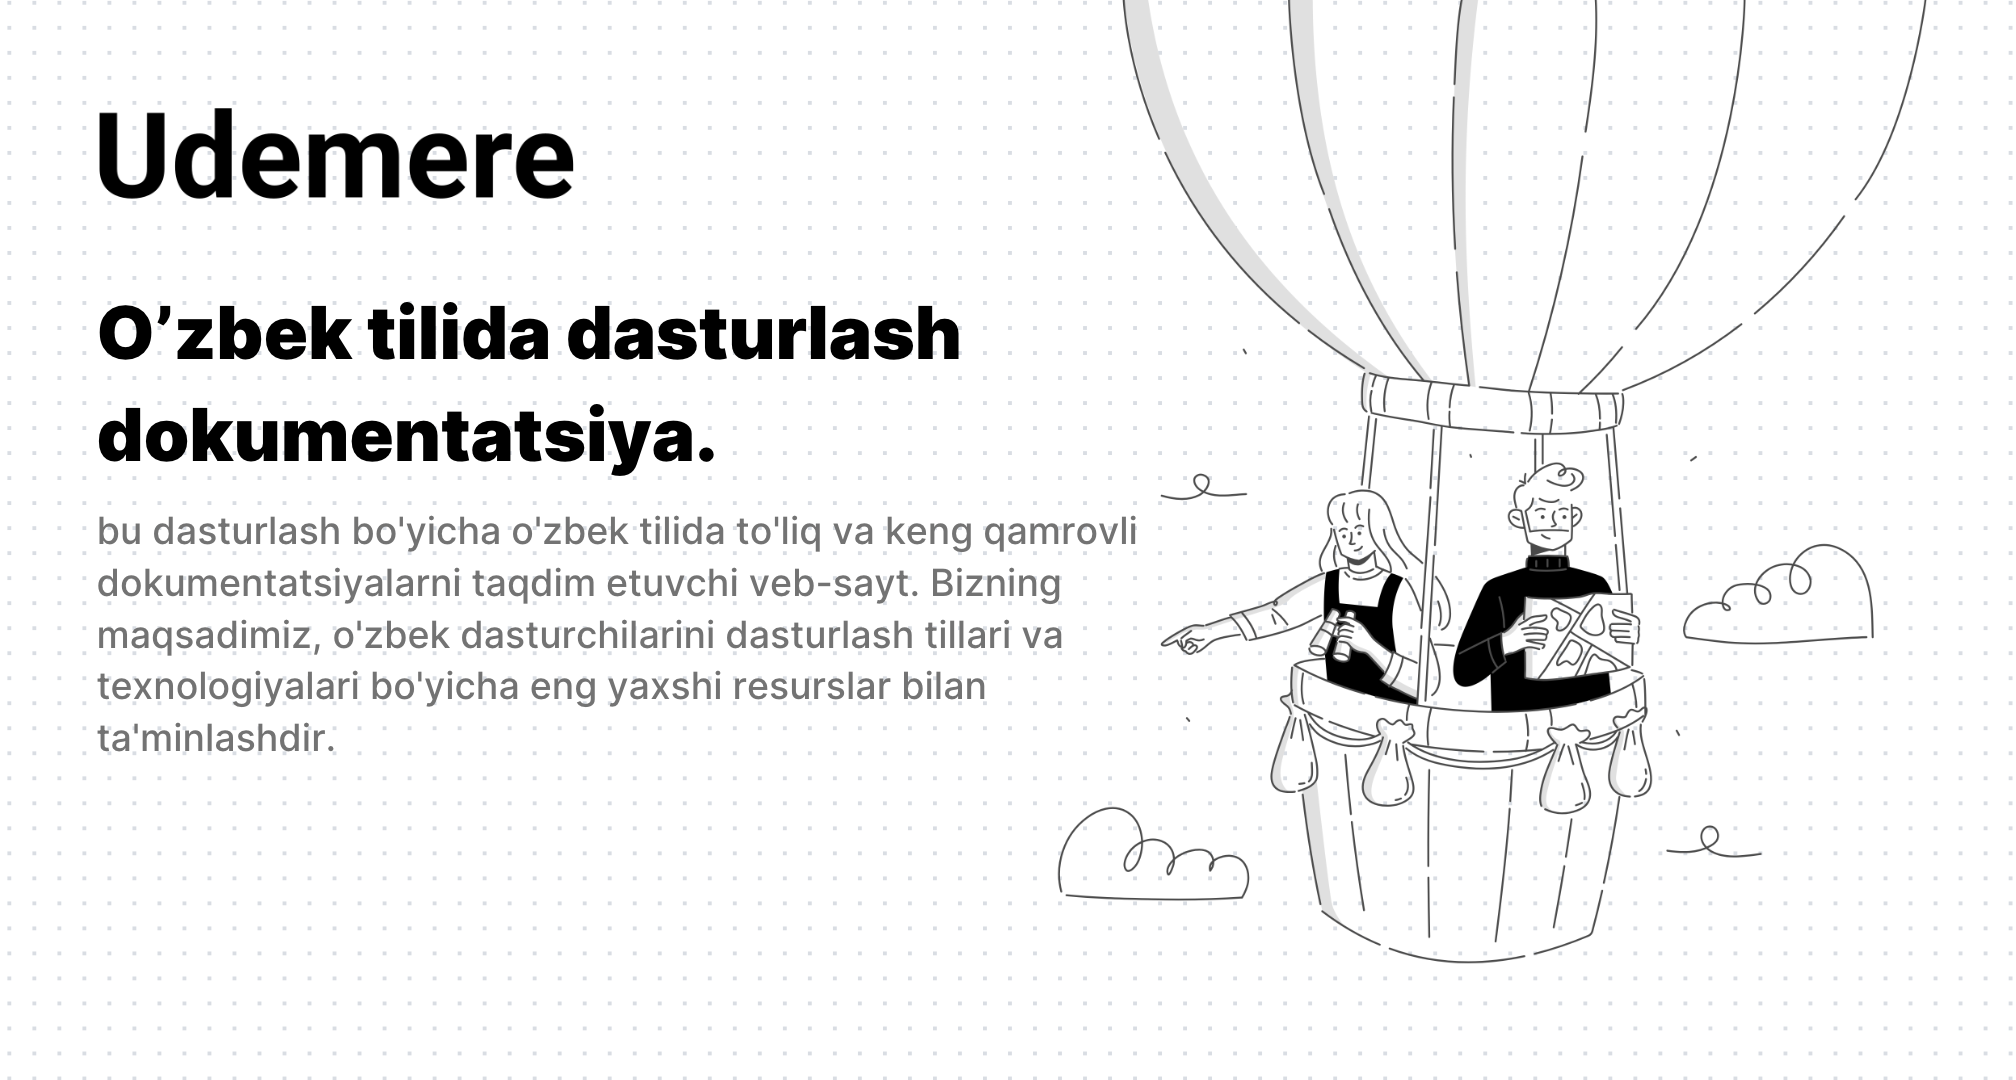 Udemere
O’zbek tilida dasturlash
dokumentatsiya.
bu dasturlash bo'yicha o'zbek tilida to'liq va keng qamrovli
dokumentatsiyalarni taqdim etuvchi veb-sayt. Bizning
maqsadimiz, o'zbek dasturchilarini dasturlash tillari va
texnologiyalari bo'yicha eng yaxshi resurslar bilan
ta'minlashdir.